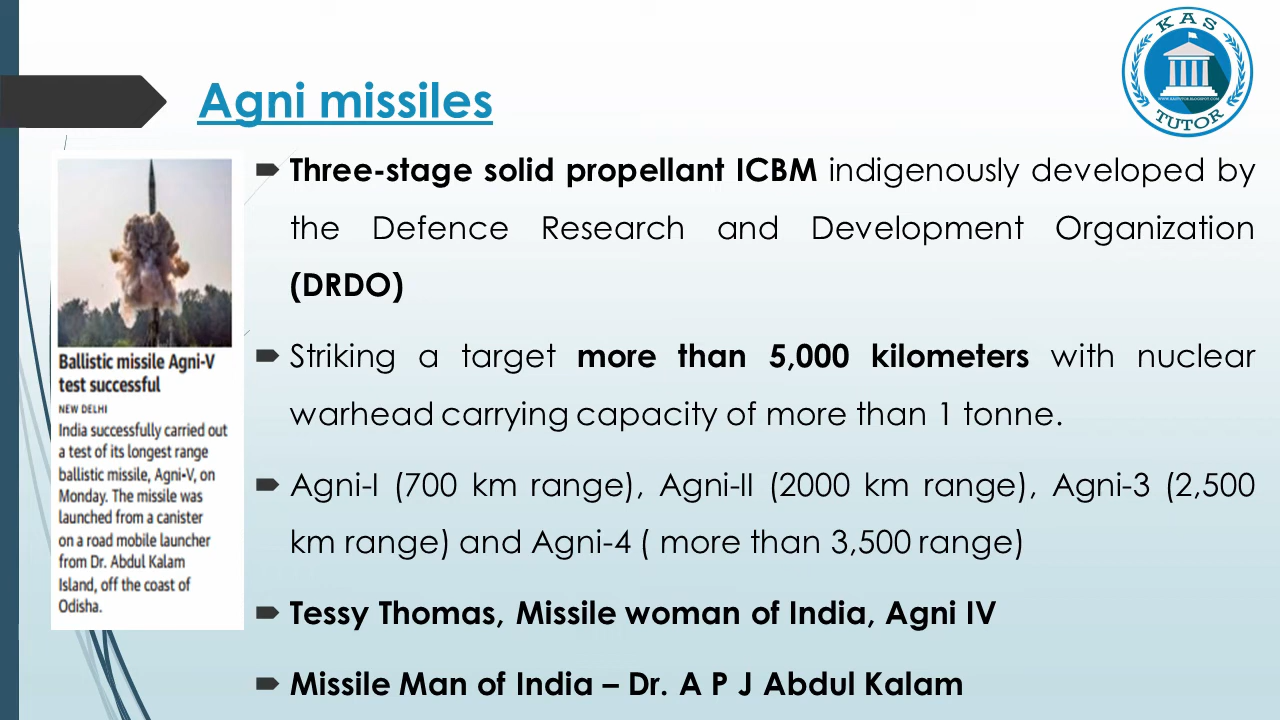 KAS
TUTOR
Agni missiles
Three-stage solid propellant ICBM indigenously developed by
the Defence Research and Development Organization
(DRDO)
Striking a target more than 5,000 kilometers with nuclear
warhead carrying capacity of more than 1 tonne.
Agni-I (700 km range), Agni-II (2000 km range), Agni-3 (2,500
km range) and Agni-4 ( more than 3,500 range)
Tessy Thomas, Missile woman of India, Agni IV
Missile Man of India – Dr. A P J Abdul Kalam
Ballistic missile Agni-V
test successful
NEW DELHI
India successfully carried out
a test of its longest range
ballistic missile, Agni-V, on
Monday. The missile was
launched from a canister
on a road mobile launcher
from Dr. Abdul Kalam
Island, off the coast of
Odisha.